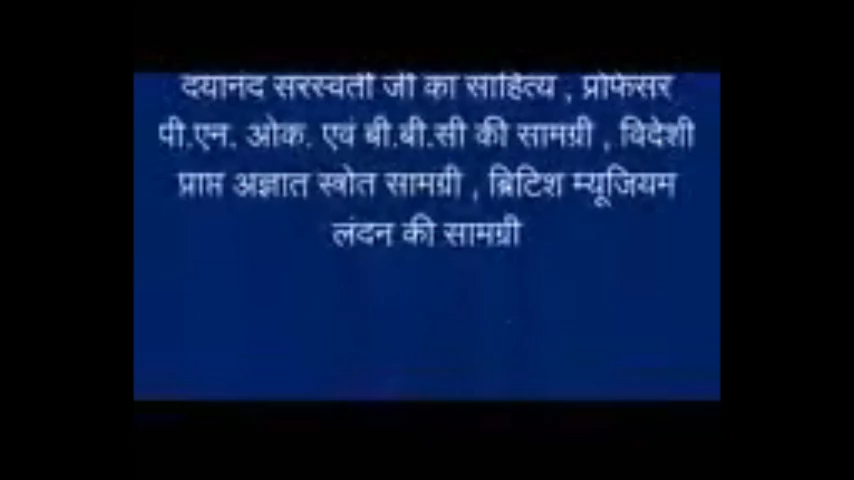 दयानंद सरस्वती जी का साहित्य , प्रोफेसर
पी.एन. ओक. एवं बी.बी.सी की सामग्री , विदेशी
प्राप्त अज्ञात स्त्रोत सामग्री , ब्रिटिश म्यूजियम
लंदन की सामग्री